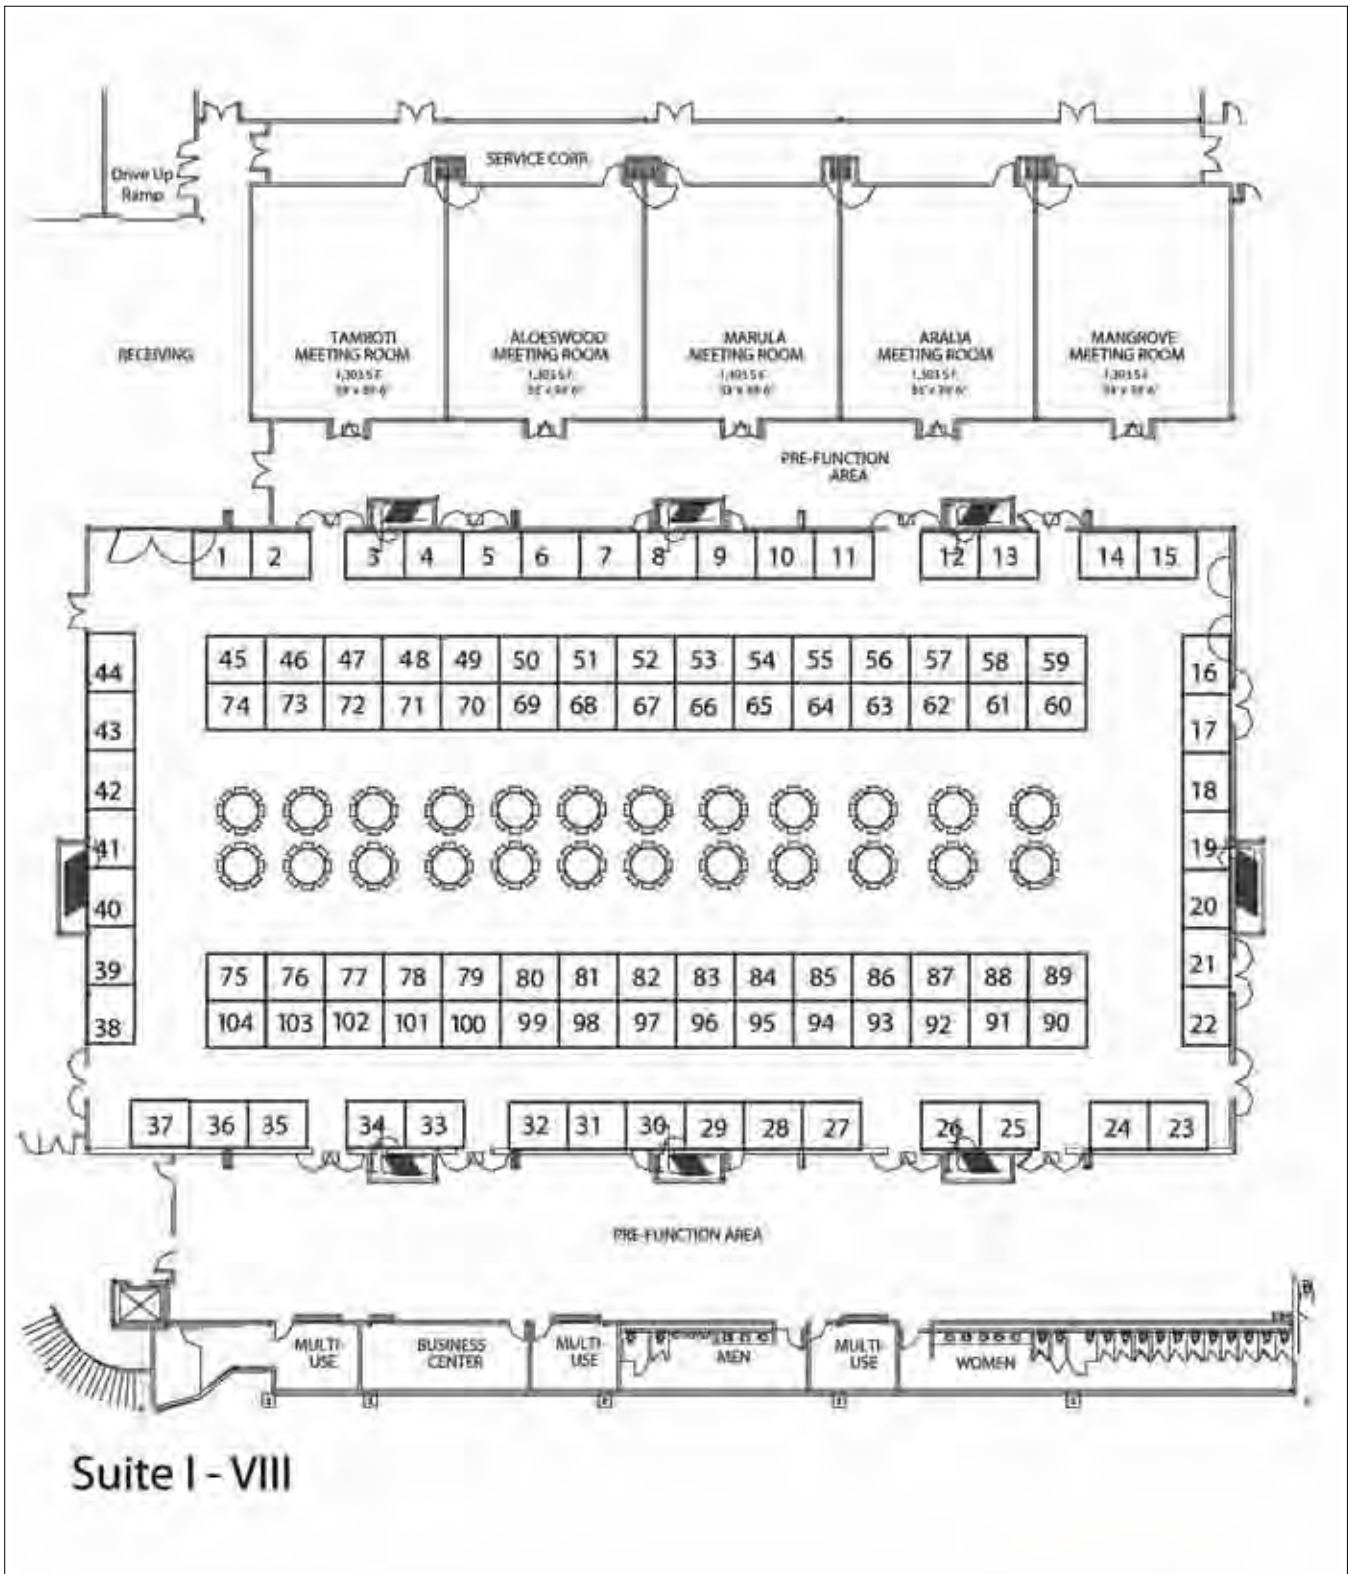 SERVICE CORR.
Drive Up
Ramp
RECEIVING
TAMBOTI
MEETING ROOM
ALOESWOOD
MEETING ROOM
MARULA
MEETING ROOM
ARALIA
MEETING ROOM
MANGROVE
MEETING ROOM
PRE-FUNCTION
AREA
1 2 3 4 5 6 7 8 9 10 11 12 13 14 15
44
43
42
41
40
39
38
45 46 47 48 49 50 51 52 53 54 55 56 57 58 59
74 73 72 71 70 69 68 67 66 65 64 63 62 61 60
16
17
18
19
20
21
22
75 76 77 78 79 80 81 82 83 84 85 86 87 88 89
104 103 102 101 100 99 98 97 96 95 94 93 92 91 90
37 36 35 34 33 32 31 30 29 28 27 26 25 24 23
PRE-FUNCTION AREA
MULTI-
USE
BUSINESS
CENTER
MULTI-
USE
MEN
MULTI-
USE
WOMEN
Suite I - VIII